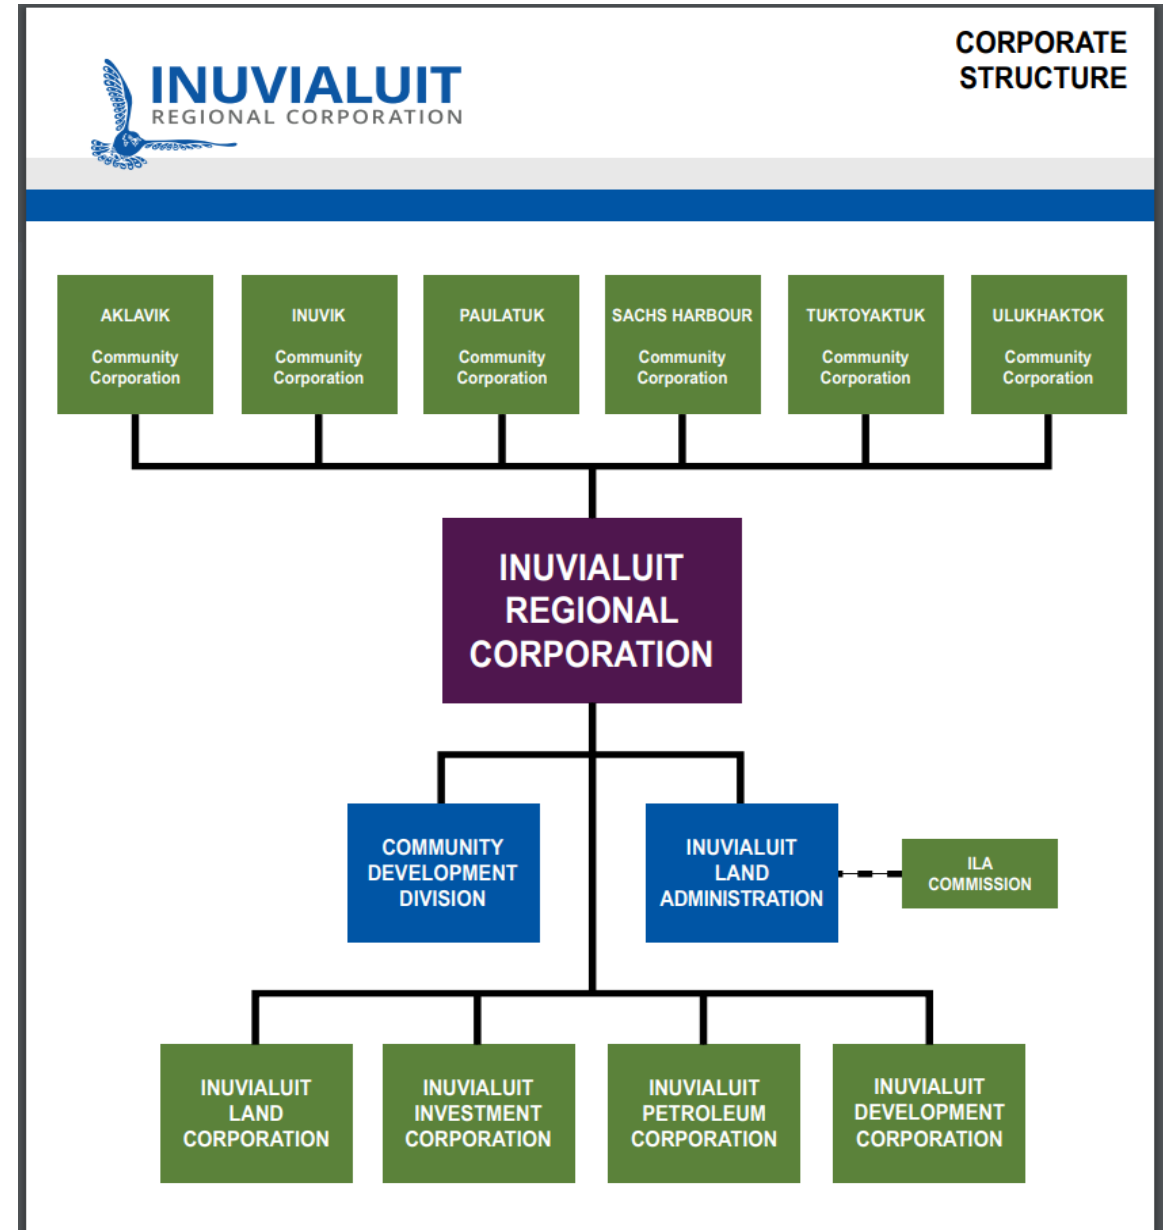 INUVIALUIT
REGIONAL CORPORATION
CORPORATE
STRUCTURE
AKLAVIK
Community
Corporation
INUVIK
Community
Corporation
PAULATUK
Community
Corporation
SACHS HARBOUR
Community
Corporation
TUKTOYAKTUK
Community
Corporation
ULUKHAKTOK
Community
Corporation
INUVIALUIT
REGIONAL
CORPORATION
COMMUNITY
DEVELOPMENT
DIVISION
INUVIALUIT
LAND
ADMINISTRATION
ILA
COMMISSION
INUVIALUIT
LAND
CORPORATION
INUVIALUIT
INVESTMENT
CORPORATION
INUVIALUIT
PETROLEUM
CORPORATION
INUVIALUIT
DEVELOPMENT
CORPORATION